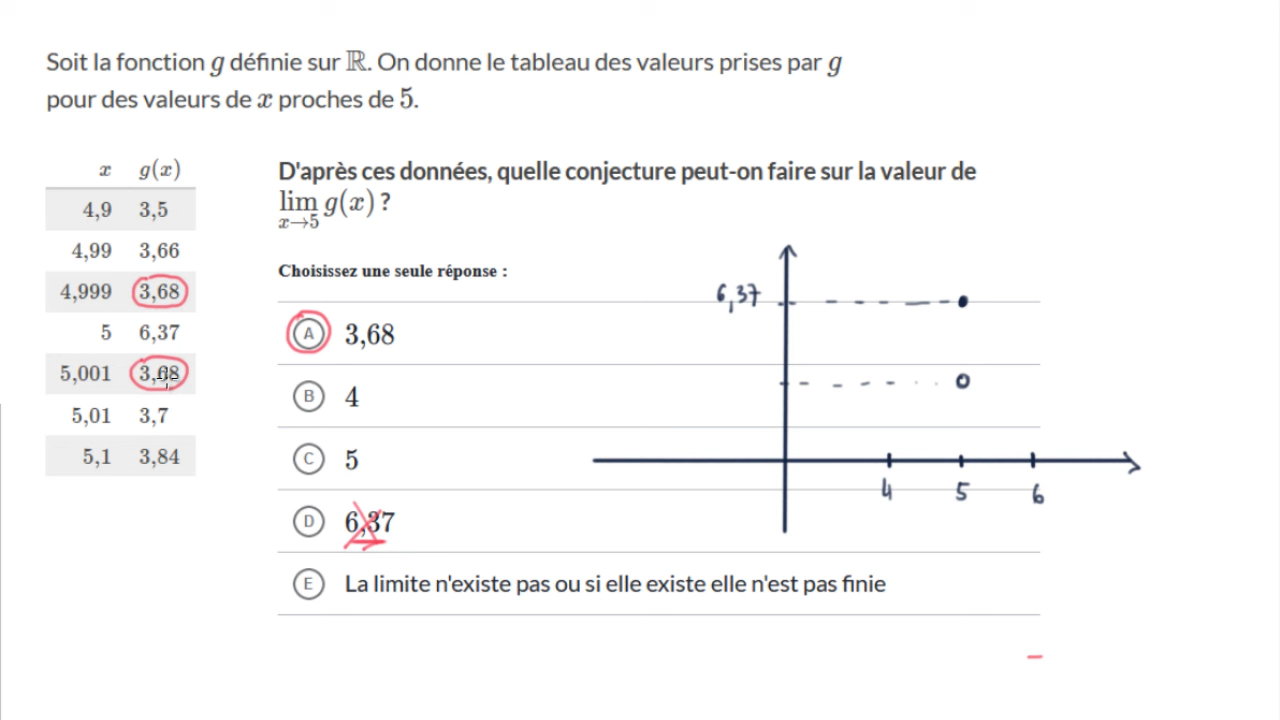 Soit la fonction g définie sur ℝ. On donne le tableau des valeurs prises par g
pour des valeurs de x proches de 5.
x g(x)
4,9 3,5
4,99 3,66
4,999 3,68
5 6,37
5,001 3,68
5,01 3,7
5,1 3,84
D'après ces données, quelle conjecture peut-on faire sur la valeur de
lim x→5 g(x) ?
Choisissez une seule réponse :
A 3,68
B 4
C 5
D 6,37
E La limite n'existe pas ou si elle existe elle n'est pas finie
6,37
4 5 6